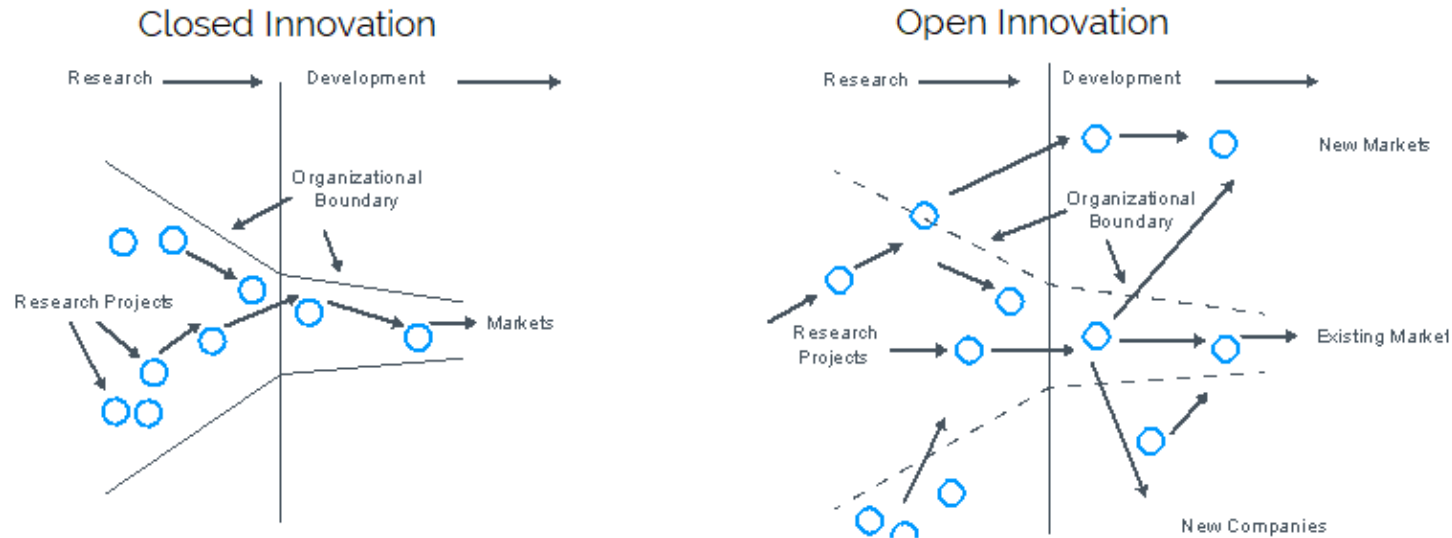 Closed Innovation
Research
Development
Organizational
Boundary
Research Projects
Markets
Open Innovation
Research
Development
New Markets
Organizational
Boundary
Research
Projects
Existing Market
New Companies